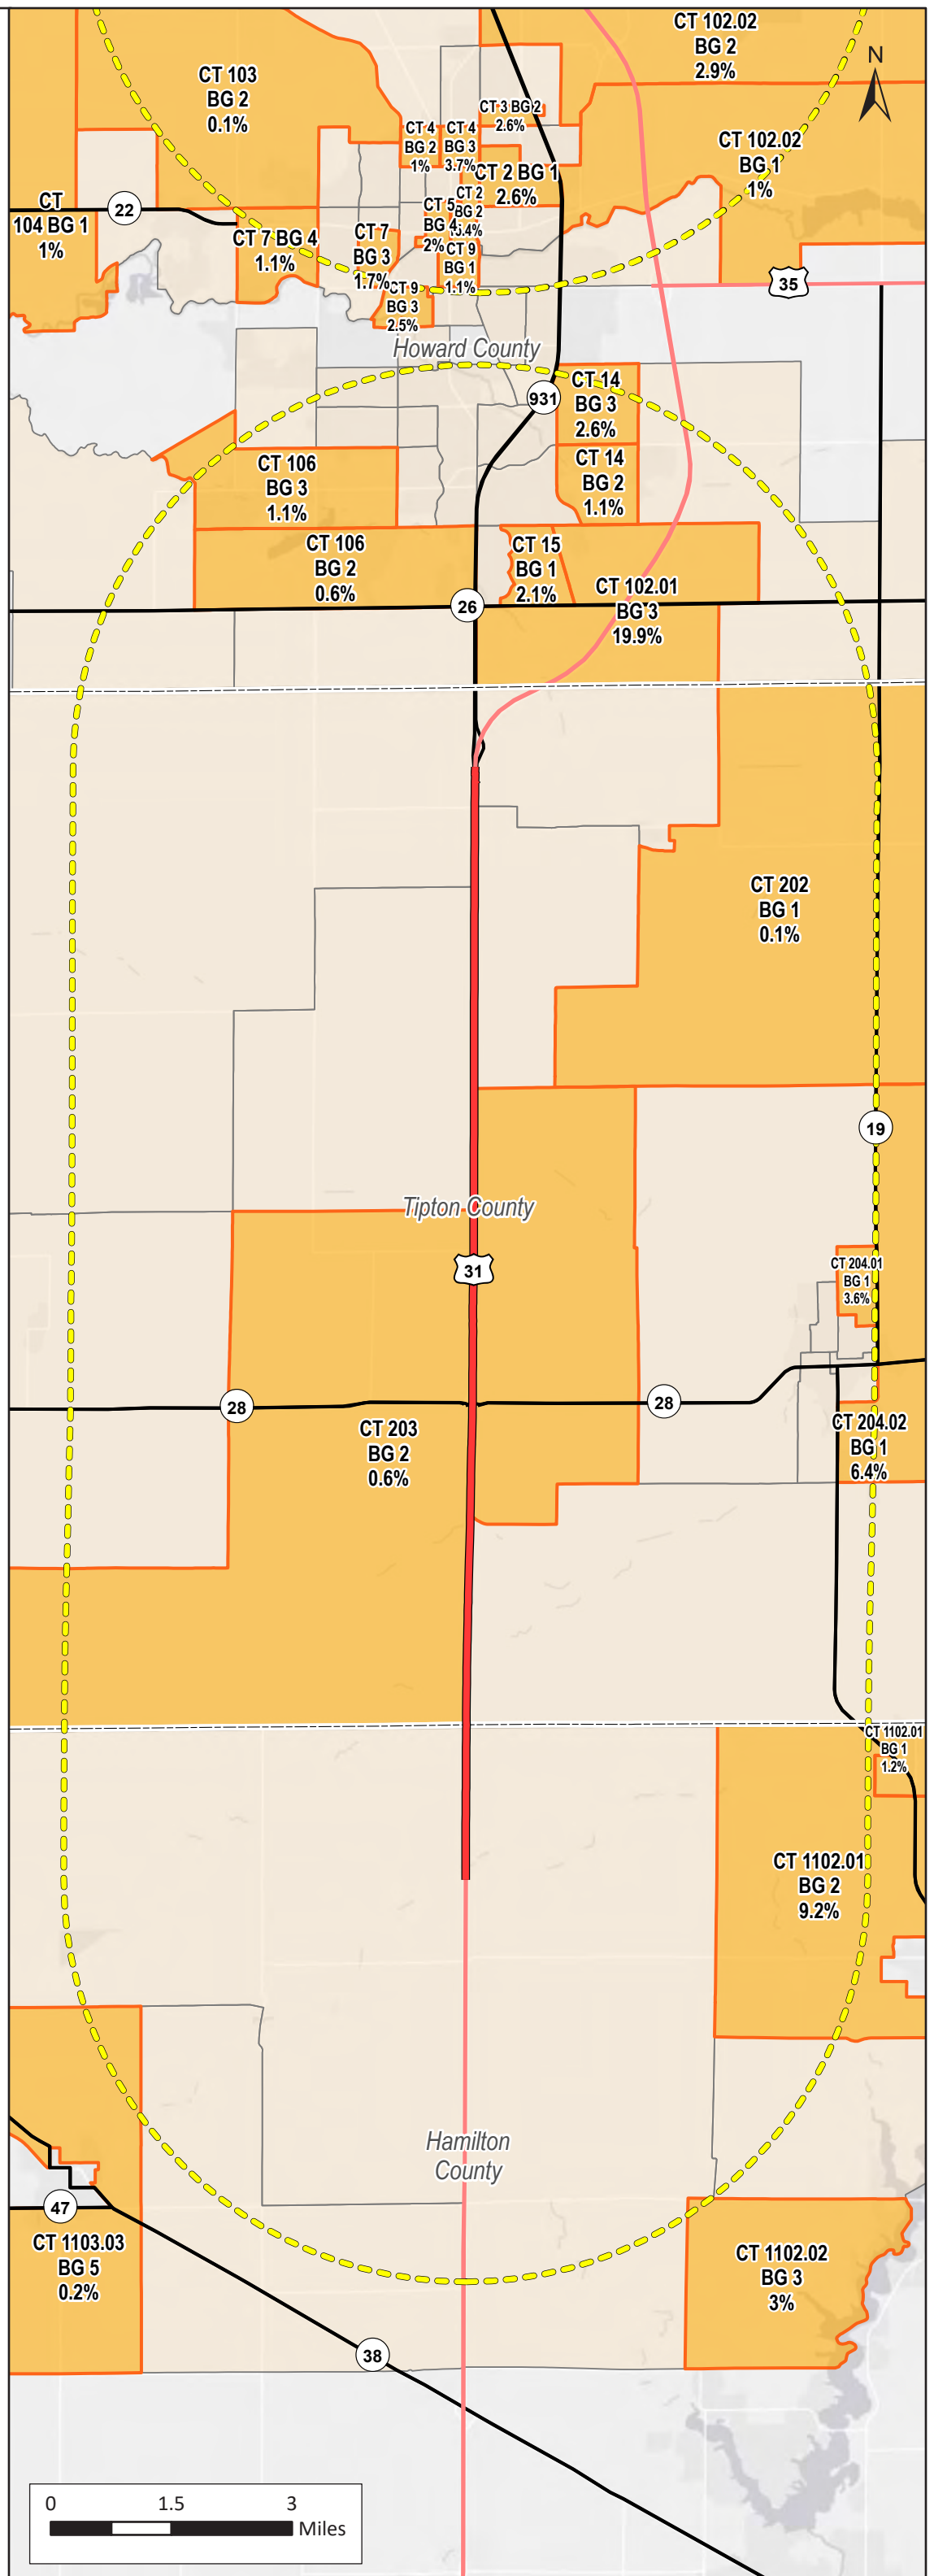 CT 102.02
BG 2
2.9%
N
CT 103
BG 2
0.1%
CT 3 BG 2
2.6%
CT 4
BG 2
1%
CT 4
BG 3
3.7%
CT 102.02
BG 1
1%
CT 2 BG 1
2.6%
CT 2
BG 2
CT 5
BG 4
2%
CT
104 BG 1
1%
22
CT 7 BG 4
1.1%
CT 7
BG 3
1.7%
CT 9
BG 1
1.1%
CT 9
BG 3
2.5%
35
Howard County
931
CT 14
BG 3
2.6%
CT 14
BG 2
1.1%
CT 106
BG 3
1.1%
CT 106
BG 2
0.6%
CT 15
BG 1
2.1%
CT 102.01
BG 3
19.9%
26
CT 202
BG 1
0.1%
19
Tipton County
31
CT 204.01
BG 1
3.6%
28
28
CT 203
BG 2
0.6%
CT 204.02
BG 1
6.4%
CT 1102.01
BG 1
1.2%
CT 1102.01
BG 2
9.2%
Hamilton
County
47
CT 1103.03
BG 5
0.2%
CT 1102.02
BG 3
3%
38
0 1.5 3
Miles